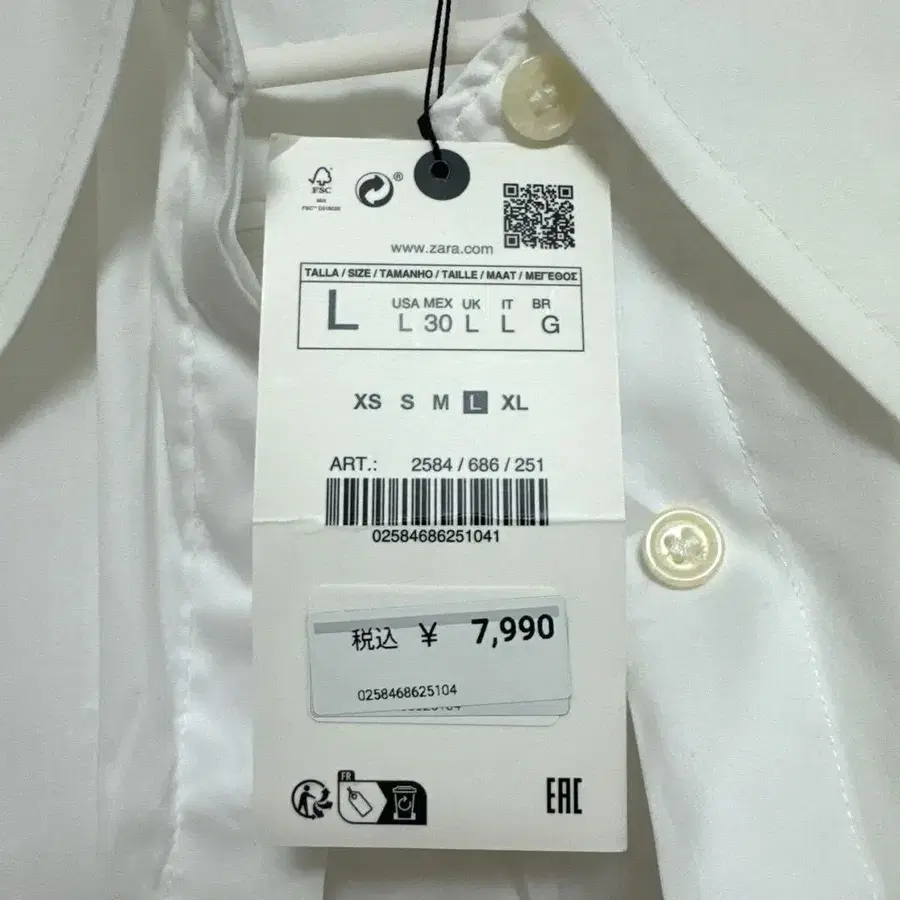 FSC
MIX
www.zara.com
TALLA / SIZE / TAMANHO / TAILLE / MAAT / ΜΕΓΕΘΟΣ
L
USA MEX UK IT BR
L 30 L L G
XS S M L XL
ART.: 2584 / 686 / 251
02584686251041
税込 ¥ 7,990
0258468625104
FR
EAC